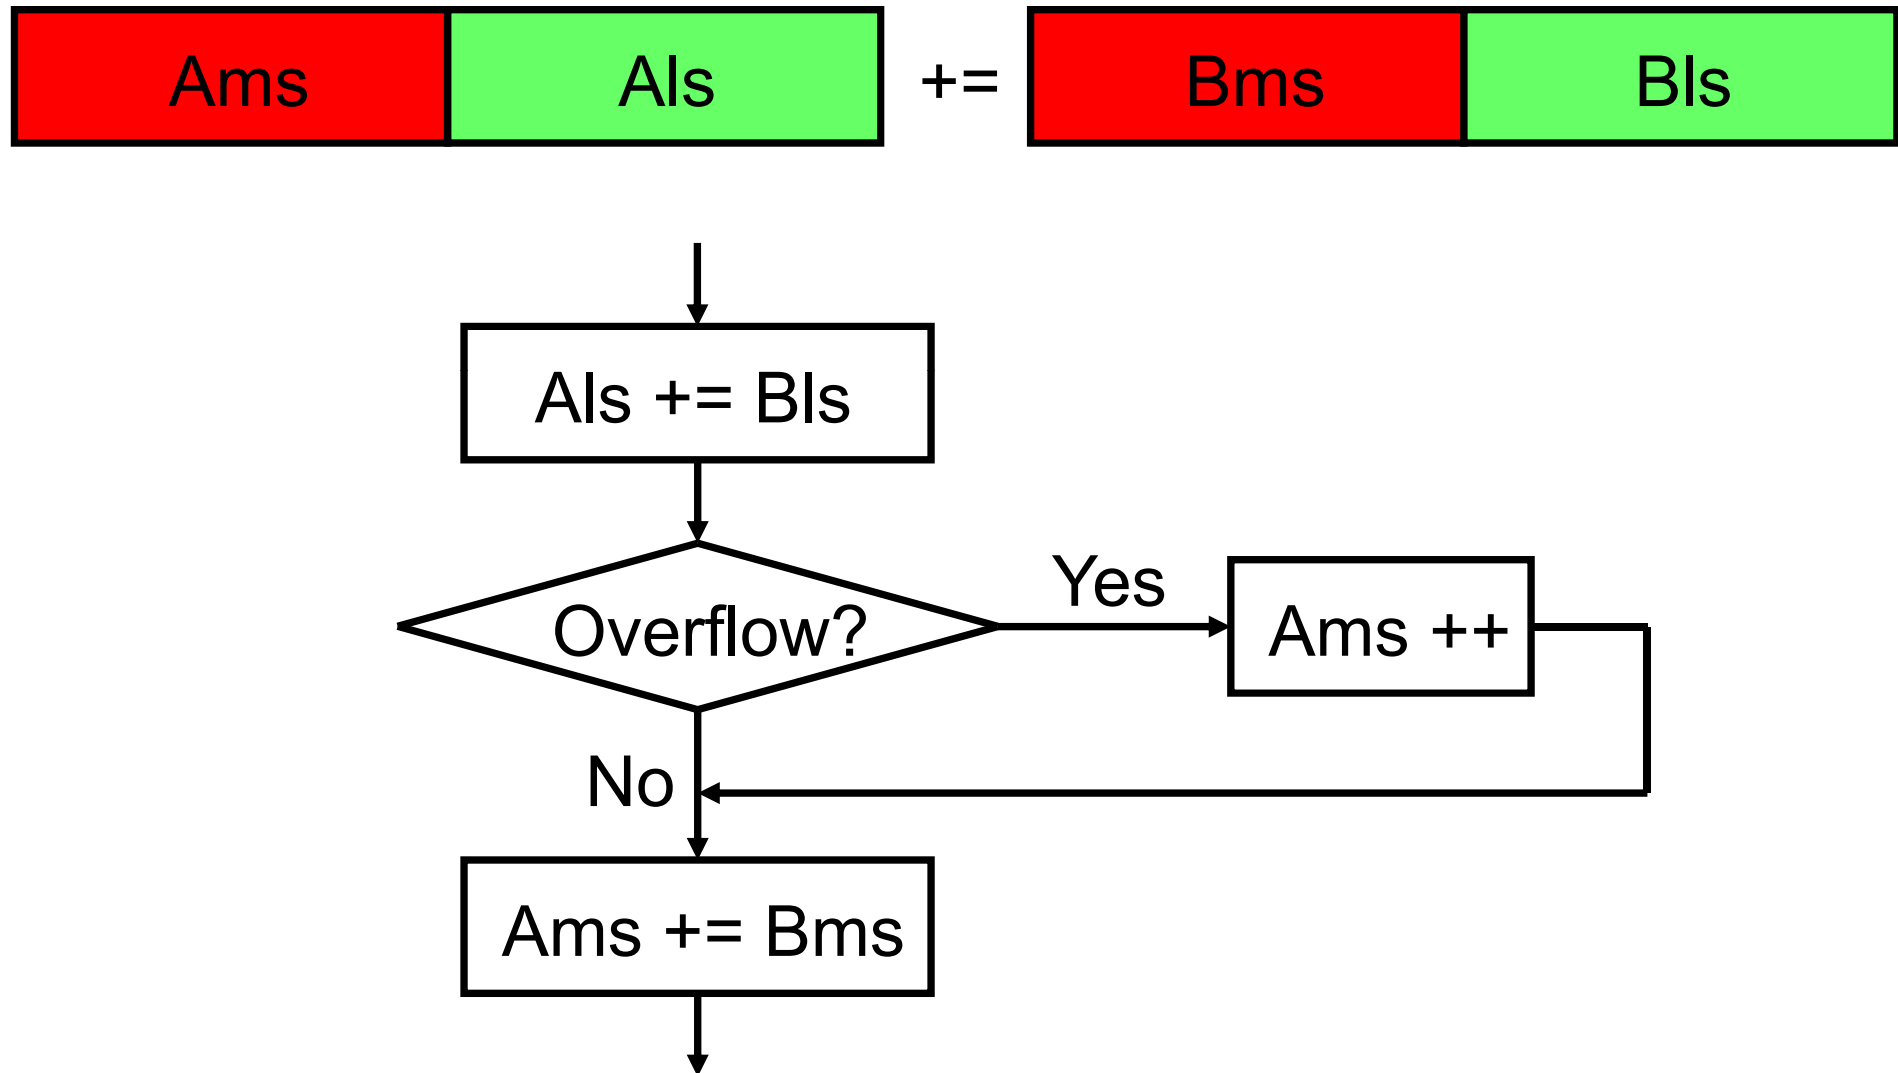 Ams Als += Bms Bls
Als += Bls
Overflow?
Yes
Ams ++
No
Ams += Bms